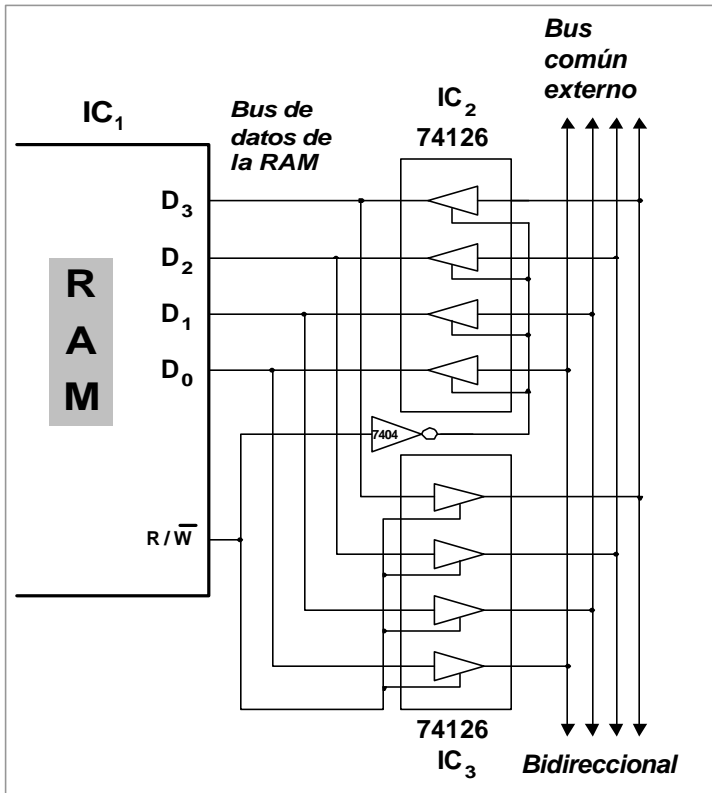 Bus
común
externo
IC2
74126
Bus de
datos de
la RAM
IC1
D3
D2
D1
D0
R
A
M
7404
R / W̅
74126
IC3
Bidireccional